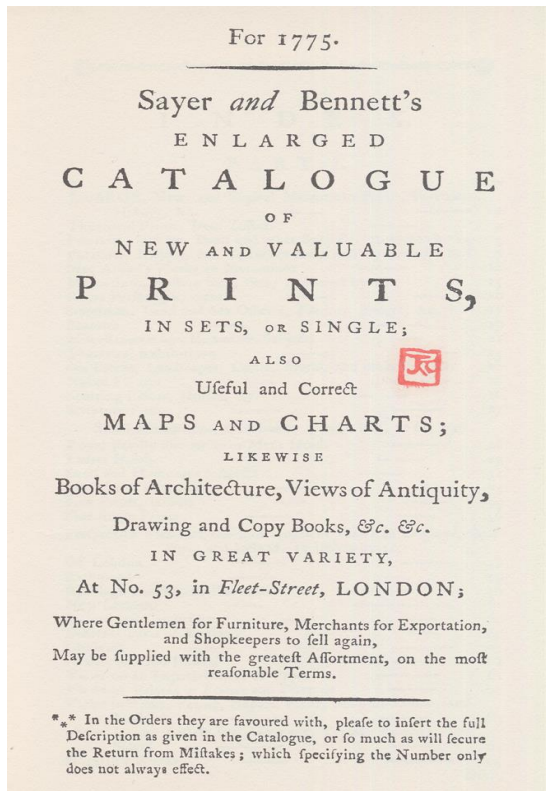 For 1775.
Sayer and Bennett's
ENLARGED
CATALOGUE
OF
NEW AND VALUABLE
PRINTS,
IN SETS, OR SINGLE;
ALSO
Uſeful and Correct
MAPS AND CHARTS;
LIKEWISE
Books of Architecture, Views of Antiquity,
Drawing and Copy Books, &c. &c.
IN GREAT VARIETY,
At No. 53, in Fleet-Street, LONDON;
Where Gentlemen for Furniture, Merchants for Exportation,
and Shopkeepers to ſell again,
May be ſupplied with the greateſt Aſſortment, on the moſt
reaſonable Terms.
*⁎* In the Orders they are favoured with, pleaſe to inſert the full
Deſcription as given in the Catalogue, or ſo much as will ſecure
the Return from Miſtakes; which ſpecifying the Number only
does not always effect.